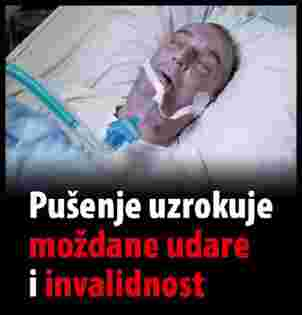 Pušenje uzrokuje
moždane udare
i invalidnost